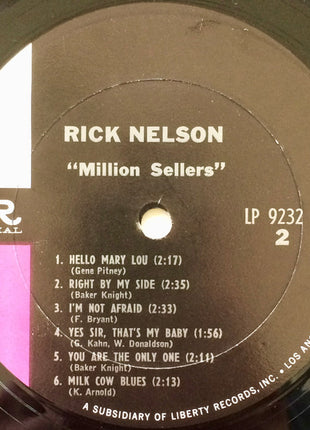 RICK NELSON
"Million Sellers"
R
LP 9232
2
1. HELLO MARY LOU (2:17)
(Gene Pitney)
2. RIGHT BY MY SIDE (2:35)
(Baker Knight)
3. I'M NOT AFRAID (2:33)
(F. Bryant)
4. YES SIR, THAT'S MY BABY (1:56)
(G. Kahn, W. Donaldson)
5. YOU ARE THE ONLY ONE (2:11)
(Baker Knight)
6. MILK COW BLUES (2:13)
(K. Arnold)
A SUBSIDIARY OF LIBERTY RECORDS, INC. • LOS AN